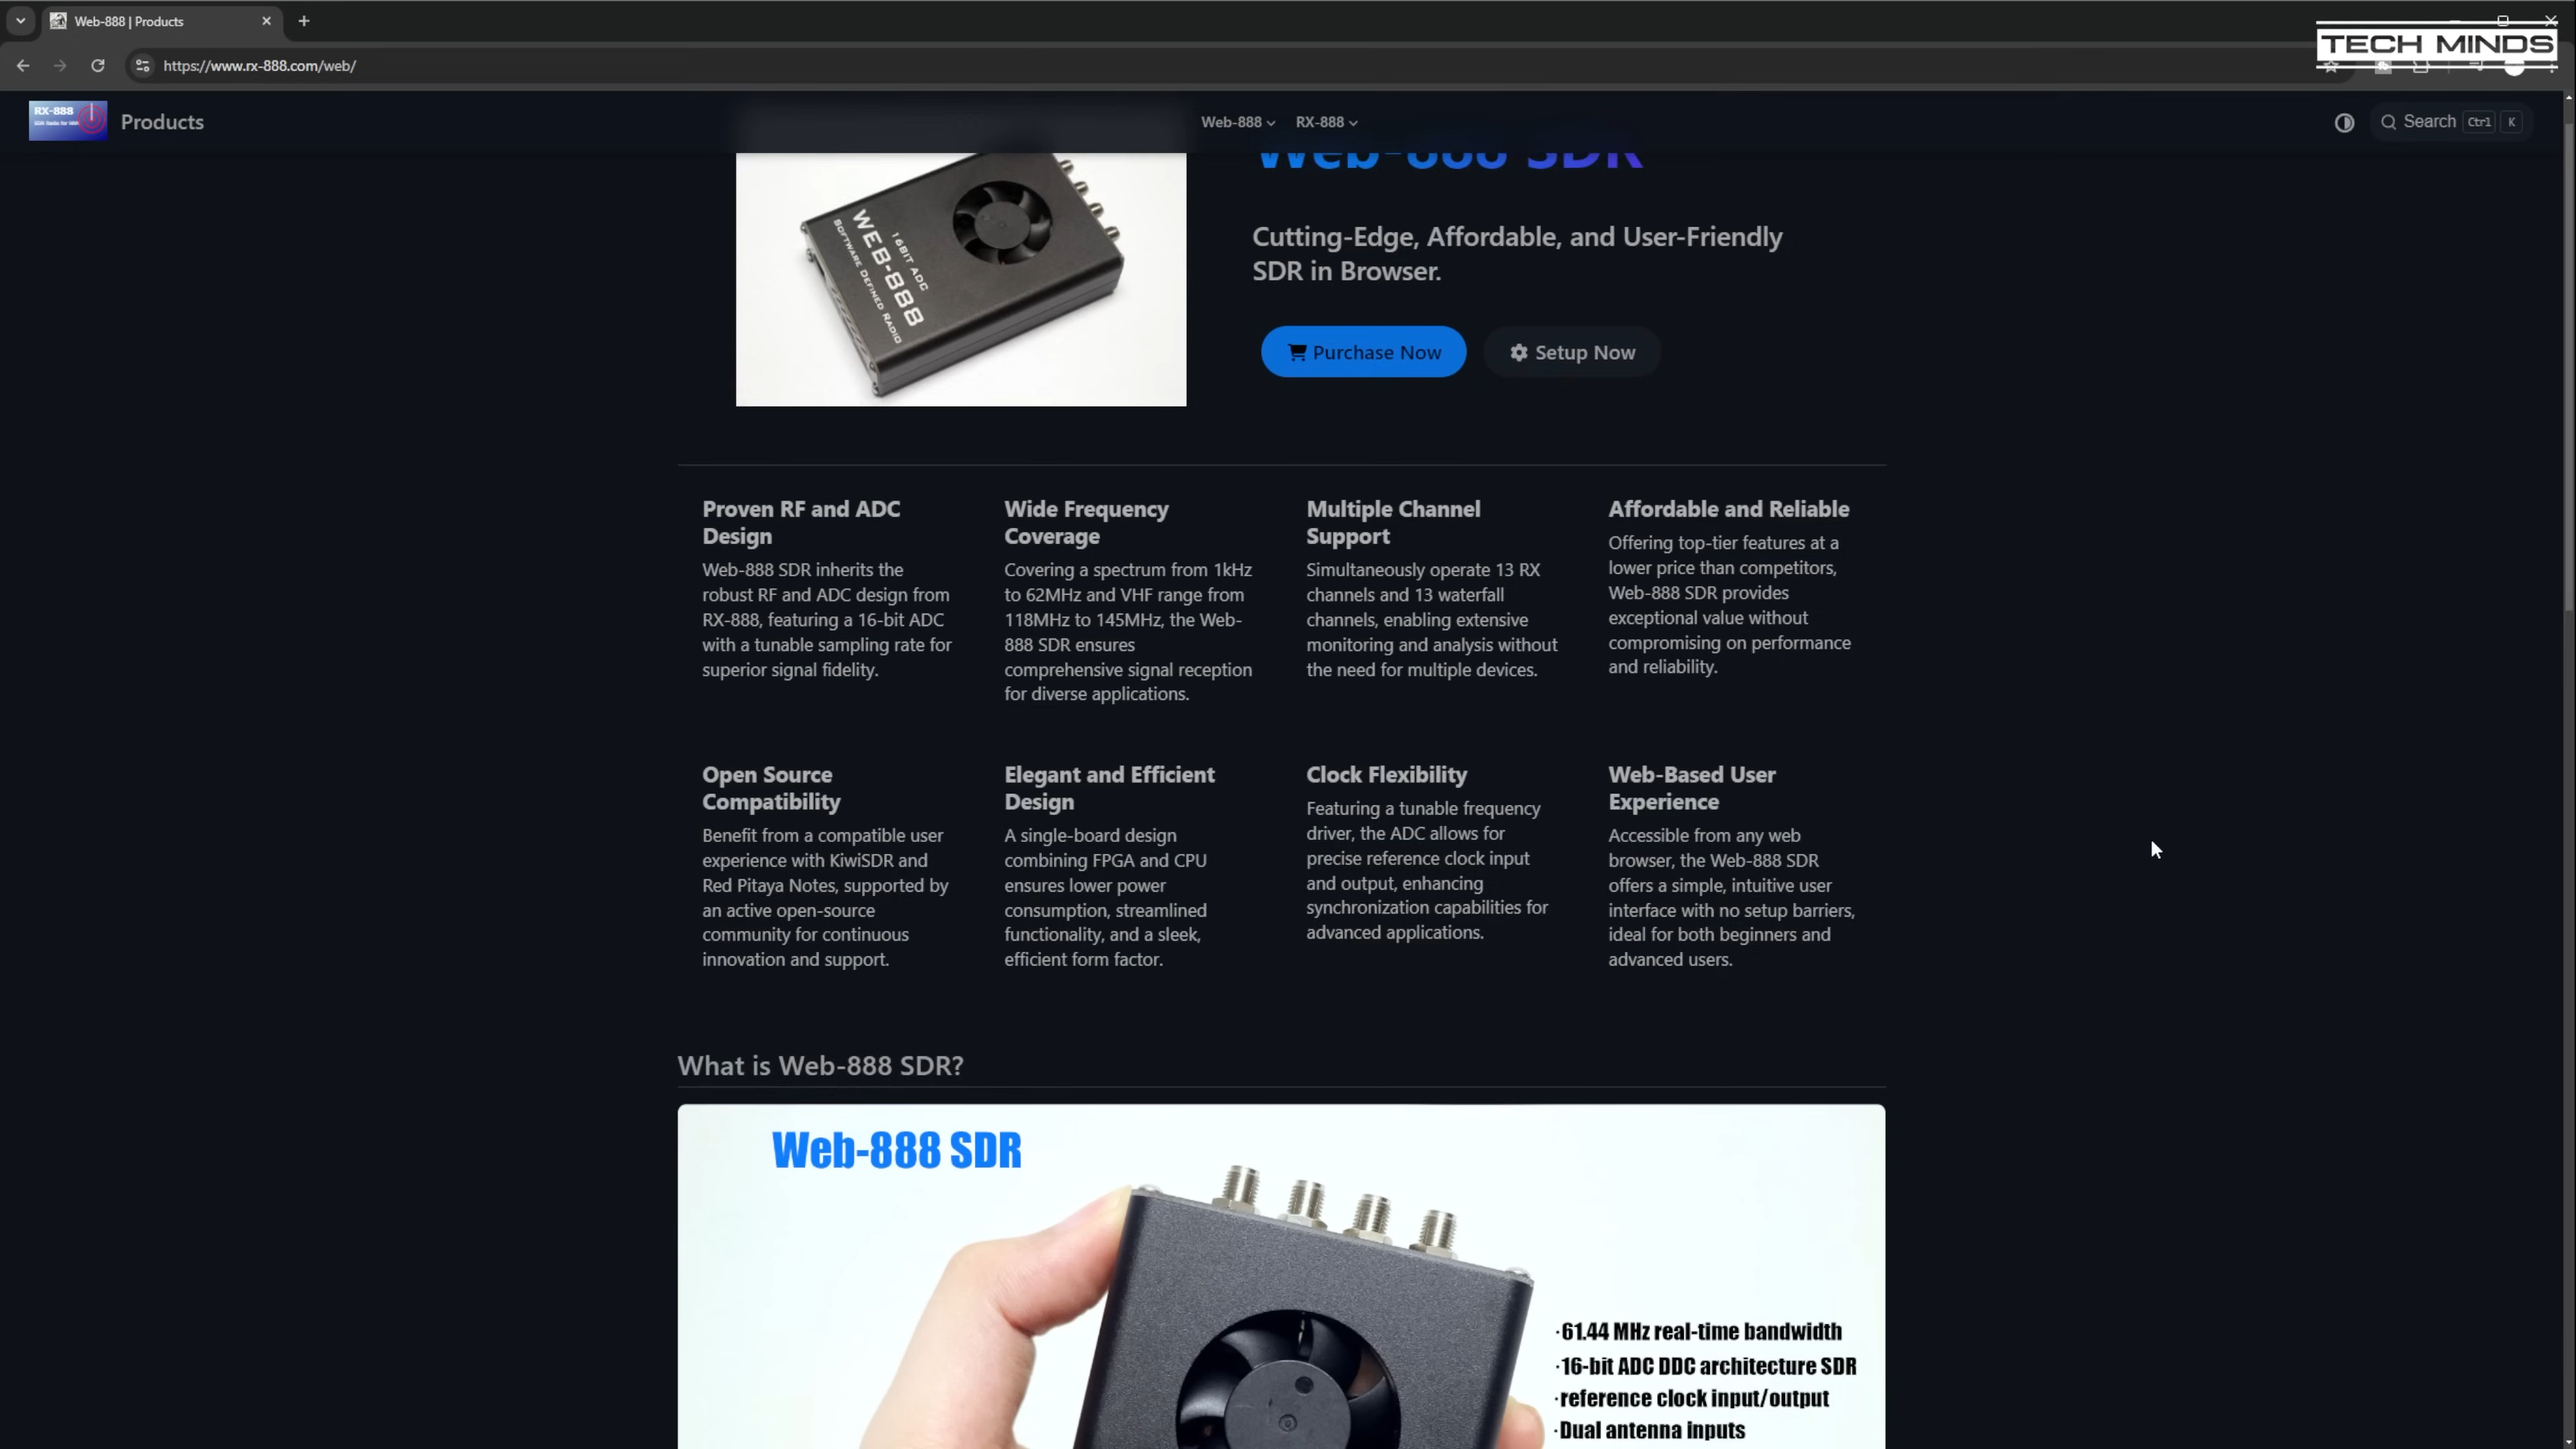 Web-888 | Products
TECH MINDS
https://www.rx-888.com/web/
RX-888
Products
Web-888
RX-888
Search Ctrl K
Web-888 SDR
16BIT ADC
WEB-888
SOFTWARE DEFINED RADIO
Cutting-Edge, Affordable, and User-Friendly
SDR in Browser.
Purchase Now
Setup Now
Proven RF and ADC
Design
Web-888 SDR inherits the
robust RF and ADC design from
RX-888, featuring a 16-bit ADC
with a tunable sampling rate for
superior signal fidelity.
Wide Frequency
Coverage
Covering a spectrum from 1kHz
to 62MHz and VHF range from
118MHz to 145MHz, the Web-
888 SDR ensures
comprehensive signal reception
for diverse applications.
Multiple Channel
Support
Simultaneously operate 13 RX
channels and 13 waterfall
channels, enabling extensive
monitoring and analysis without
the need for multiple devices.
Affordable and Reliable
Offering top-tier features at a
lower price than competitors,
Web-888 SDR provides
exceptional value without
compromising on performance
and reliability.
Open Source
Compatibility
Benefit from a compatible user
experience with KiwiSDR and
Red Pitaya Notes, supported by
an active open-source
community for continuous
innovation and support.
Elegant and Efficient
Design
A single-board design
combining FPGA and CPU
ensures lower power
consumption, streamlined
functionality, and a sleek,
efficient form factor.
Clock Flexibility
Featuring a tunable frequency
driver, the ADC allows for
precise reference clock input
and output, enhancing
synchronization capabilities for
advanced applications.
Web-Based User
Experience
Accessible from any web
browser, the Web-888 SDR
offers a simple, intuitive user
interface with no setup barriers,
ideal for both beginners and
advanced users.
What is Web-888 SDR?
Web-888 SDR
·61.44 MHz real-time bandwidth
·16-bit ADC DDC architecture SDR
·reference clock input/output
·Dual antenna inputs